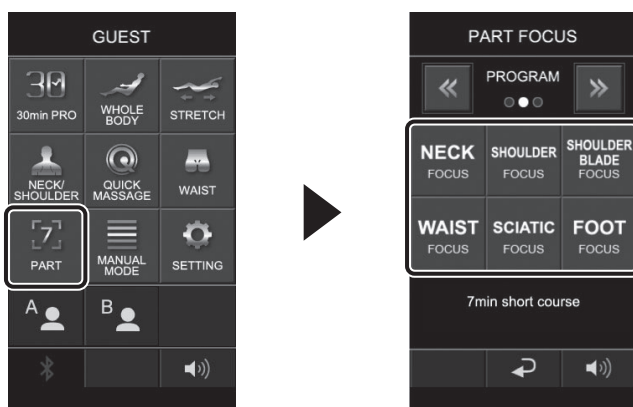 GUEST
30
30min PRO
WHOLE
BODY
STRETCH
NECK/
SHOULDER
QUICK
MASSAGE
WAIST
7
PART
MANUAL
MODE
SETTING
A
B
PART FOCUS
PROGRAM
NECK
FOCUS
SHOULDER
FOCUS
SHOULDER
BLADE
FOCUS
WAIST
FOCUS
SCIATIC
FOCUS
FOOT
FOCUS
7min short course